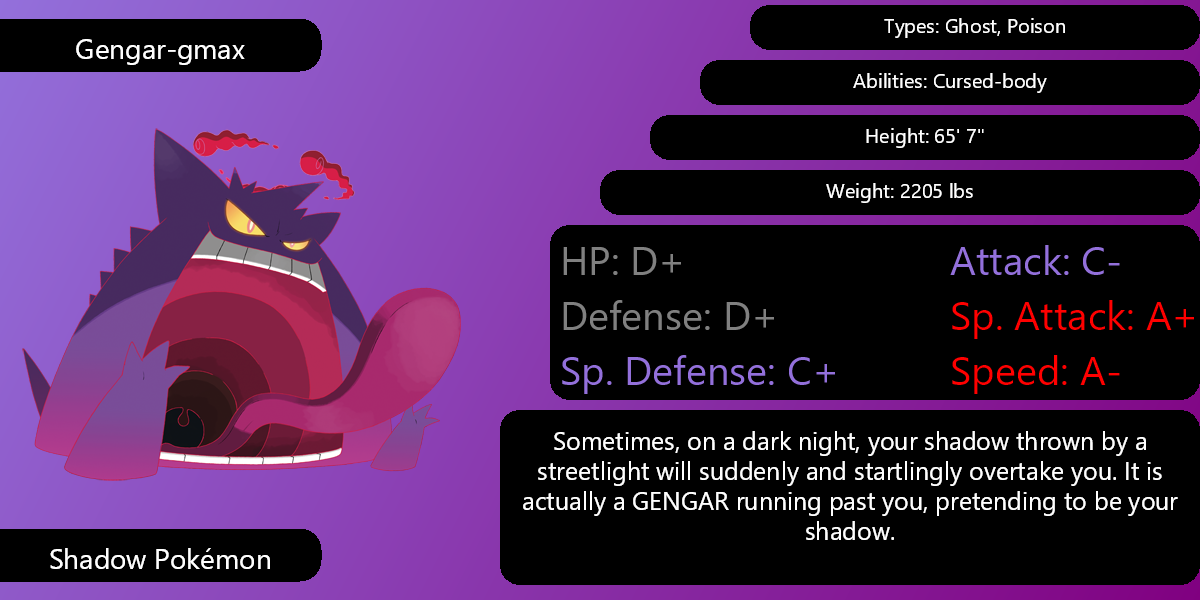 Gengar-gmax
Types: Ghost, Poison
Abilities: Cursed-body
Height: 65' 7"
Weight: 2205 lbs
HP: D+
Attack: C-
Defense: D+
Sp. Attack: A+
Sp. Defense: C+
Speed: A-
Sometimes, on a dark night, your shadow thrown by a
streetlight will suddenly and startlingly overtake you. It is
actually a GENGAR running past you, pretending to be your
shadow.
Shadow Pokémon